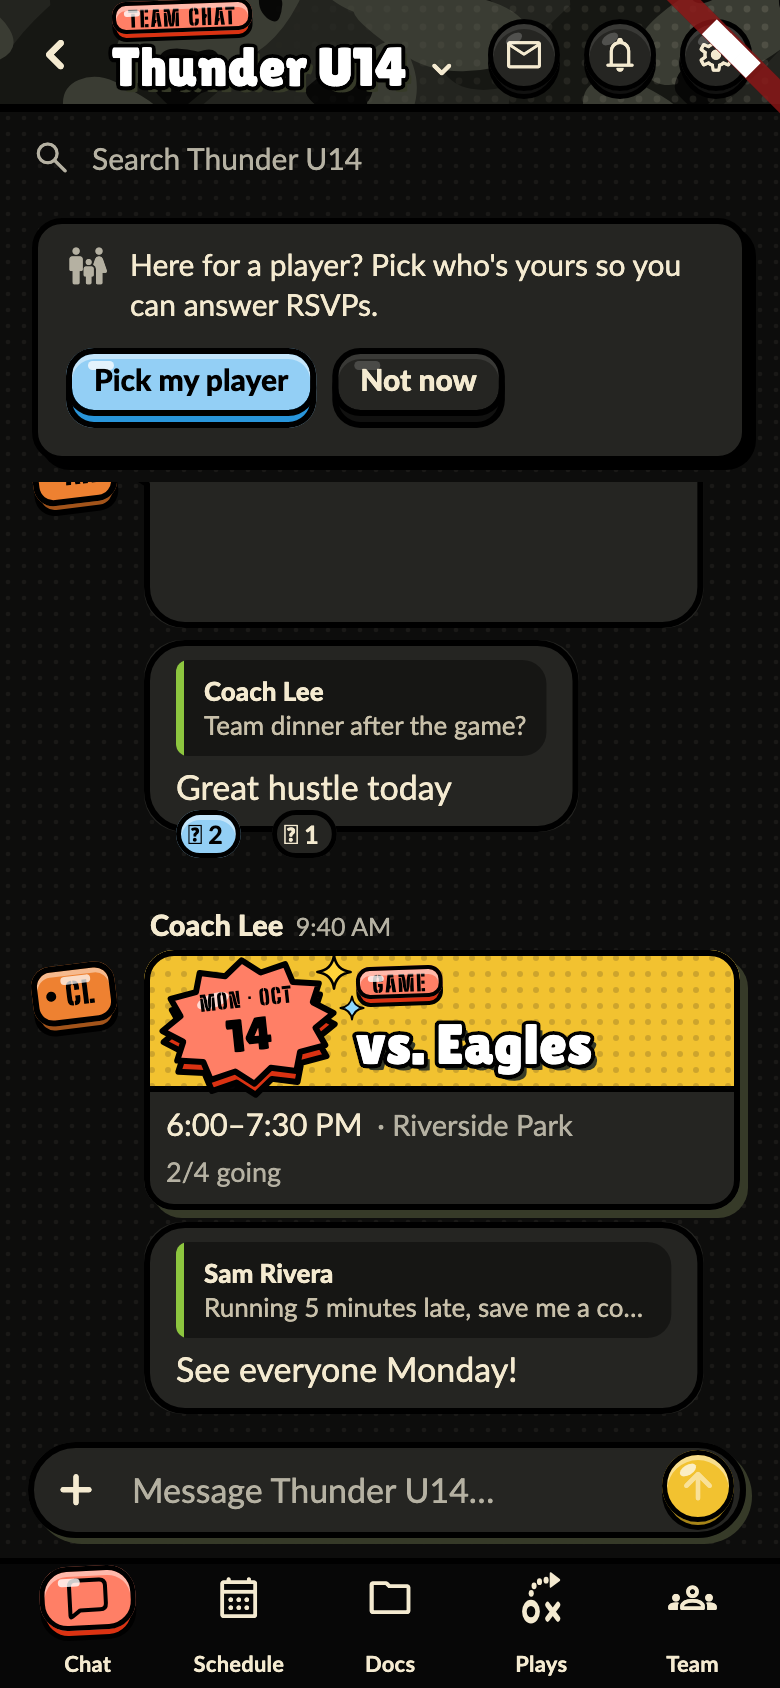 TEAM CHAT
Thunder U14
Search Thunder U14
Here for a player? Pick who's yours so you
can answer RSVPs.
Pick my player
Not now
Coach Lee
Team dinner after the game?
Great hustle today
2
1
Coach Lee 9:40 AM
CL
MON · OCT
14
GAME
vs. Eagles
6:00–7:30 PM · Riverside Park
2/4 going
Sam Rivera
Running 5 minutes late, save me a co...
See everyone Monday!
Message Thunder U14...
Chat
Schedule
Docs
Plays
Team